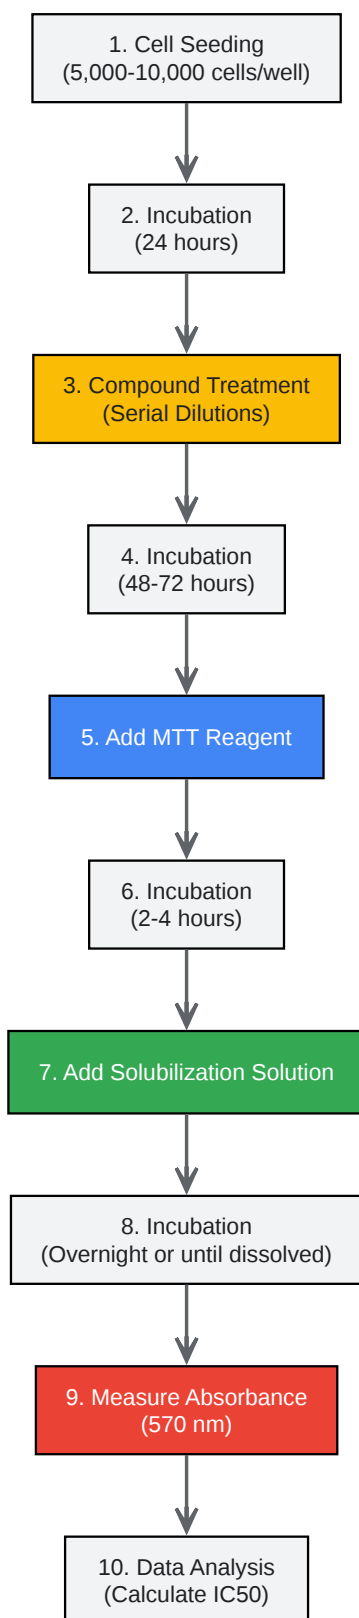 1. Cell Seeding
(5,000-10,000 cells/well)
2. Incubation
(24 hours)
3. Compound Treatment
(Serial Dilutions)
4. Incubation
(48-72 hours)
5. Add MTT Reagent
6. Incubation
(2-4 hours)
7. Add Solubilization Solution
8. Incubation
(Overnight or until dissolved)
9. Measure Absorbance
(570 nm)
10. Data Analysis
(Calculate IC50)